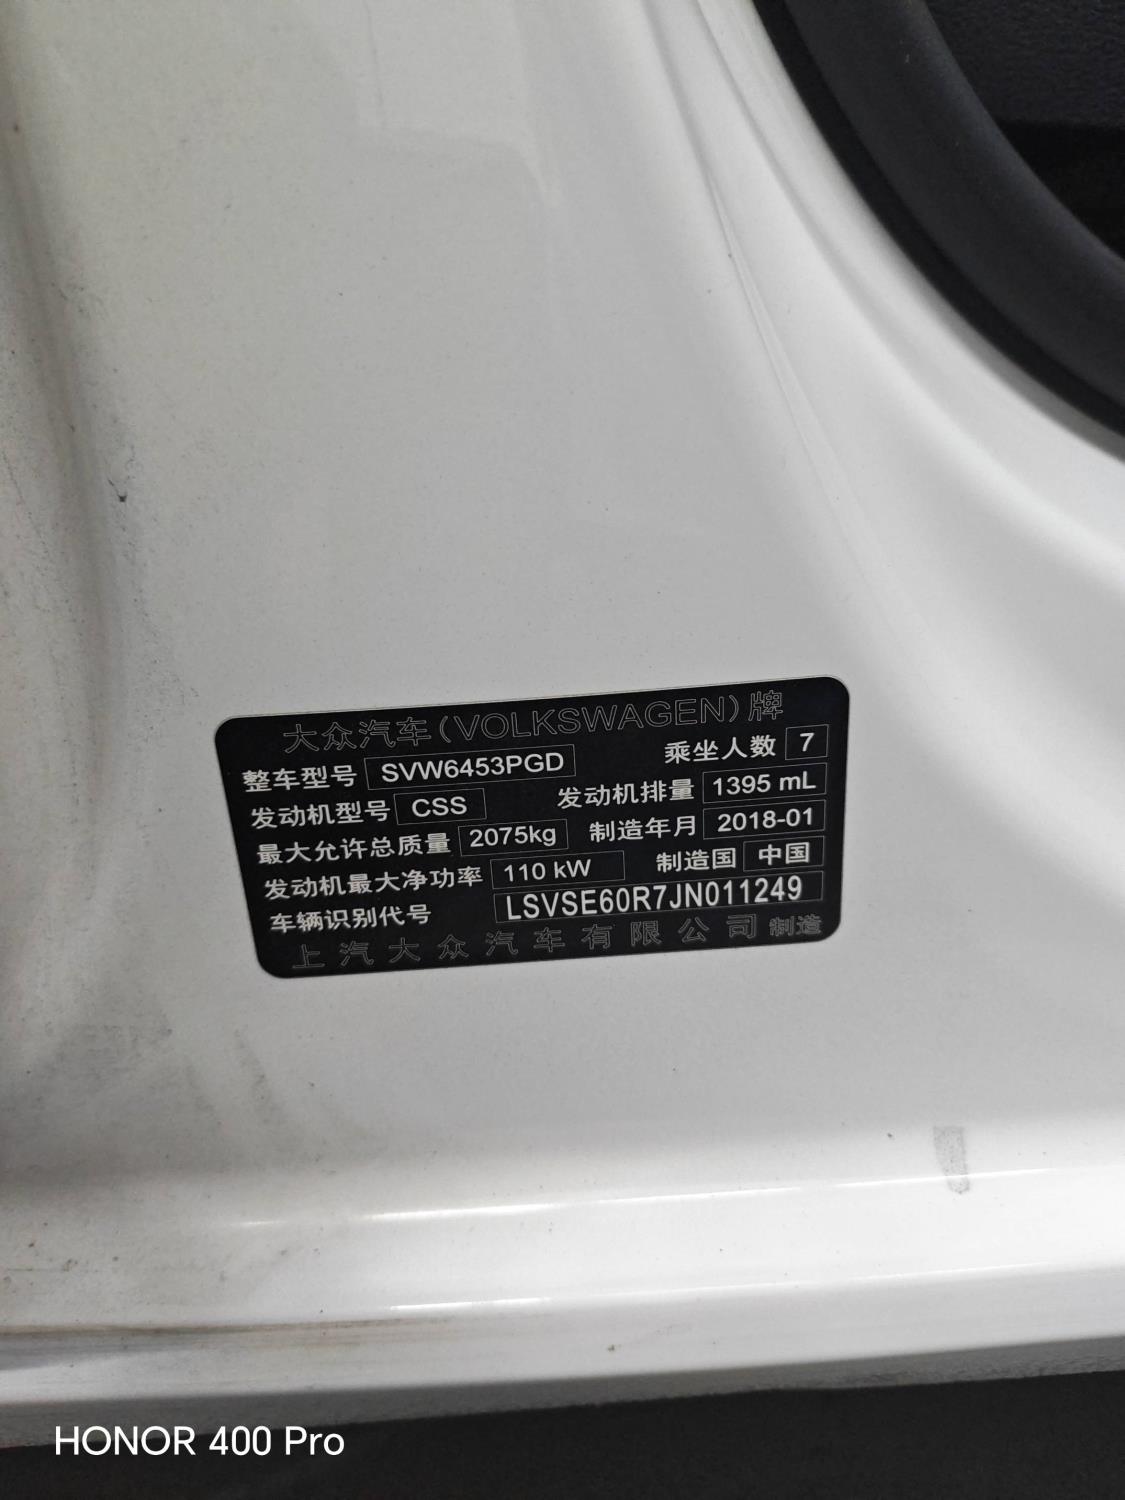 大众汽车(VOLKSWAGEN)牌
整车型号 SVW6453PGD 乘坐人数 7
发动机型号 CSS 发动机排量 1395 mL
最大允许总质量 2075kg 制造年月 2018-01
发动机最大净功率 110 kW 制造国 中国
车辆识别代号 LSVSE60R7JN011249
上汽大众汽车有限公司 制造
HONOR 400 Pro